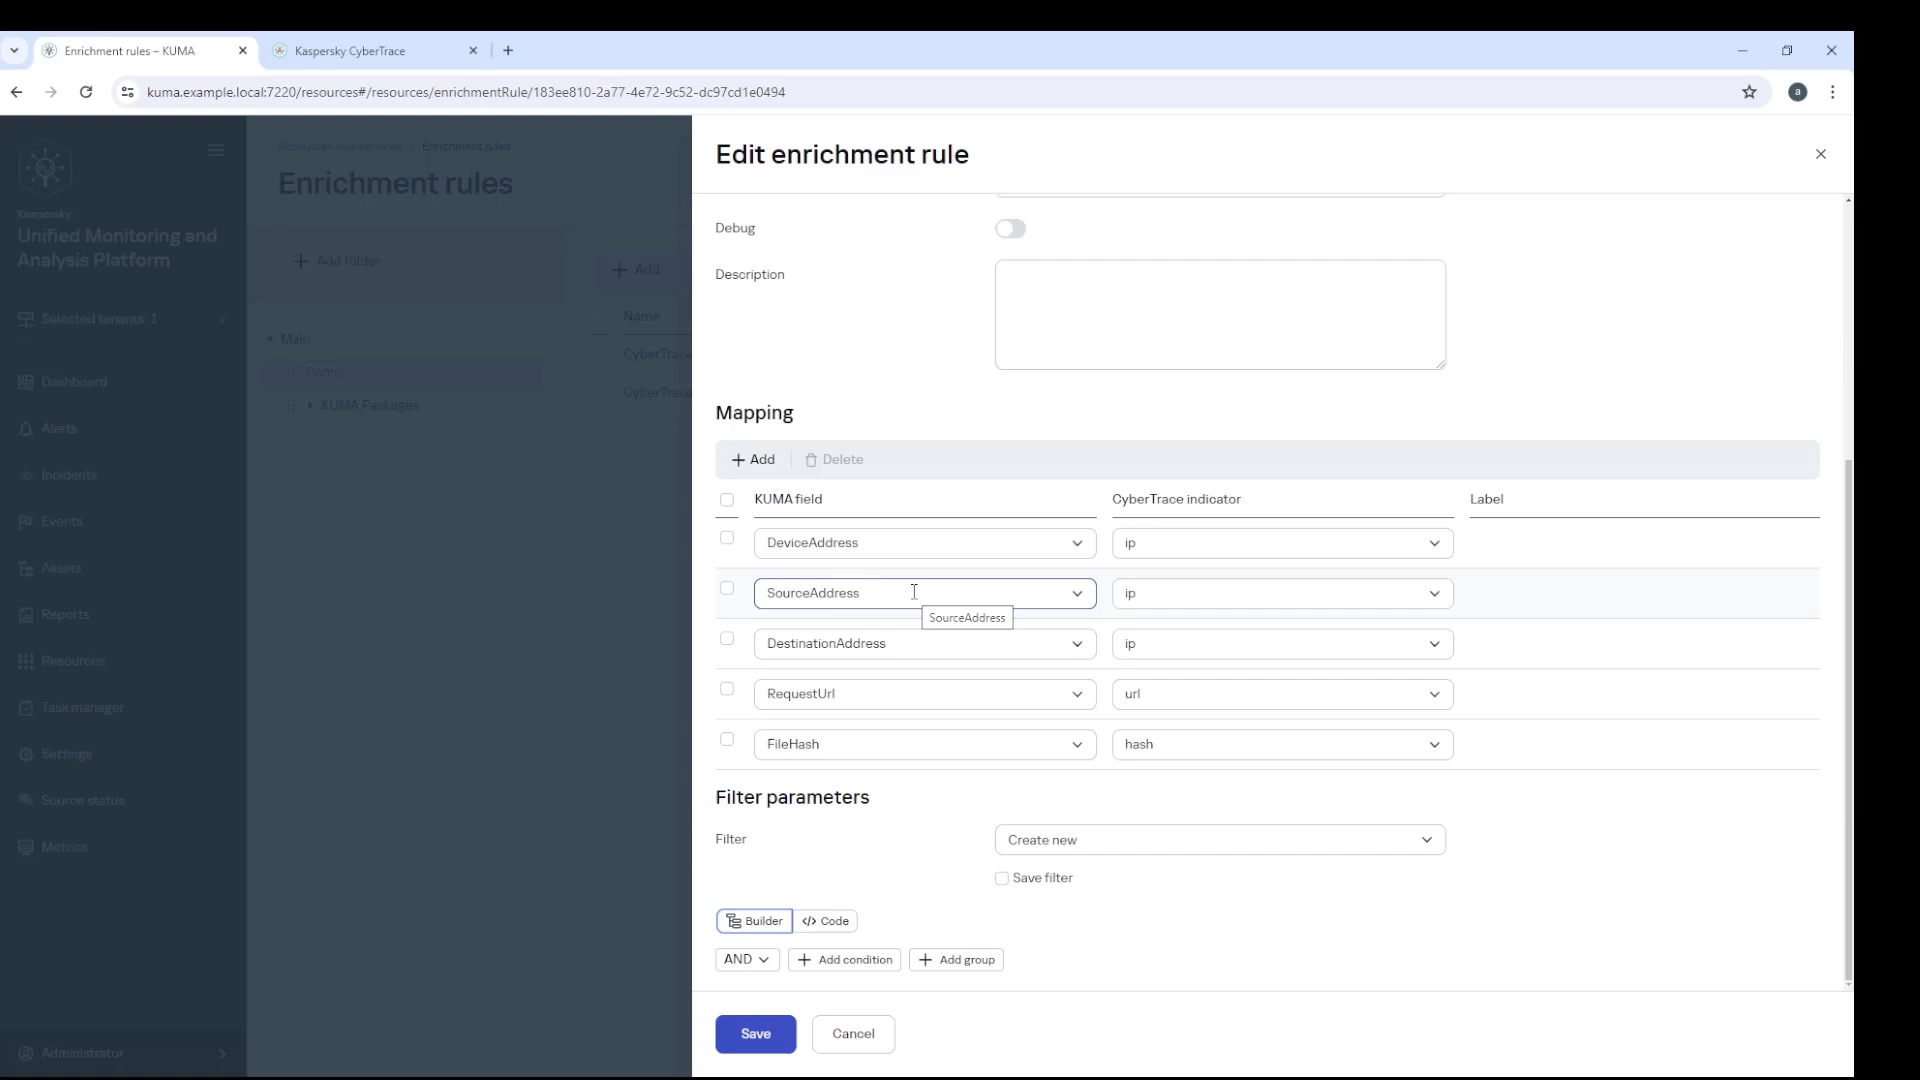 Enrichment rules – KUMA
Kaspersky CyberTrace
kuma.example.local:7220/resources#/resources/enrichmentRule/183ee810-2a77-4e72-9c52-dc97cd1e0494
a
Kaspersky
Unified Monitoring and
Analysis Platform
Selected tenants: 1
Dashboard
Alerts
Incidents
Events
Assets
Reports
Resources
Task manager
Settings
Source status
Metrics
Administrator
Resources and services
Enrichment rules
Enrichment rules
Add folder
Main
Demo
KUMA Packages
Add
Name
CyberTrace
CyberTrace
Edit enrichment rule
Debug
Description
Mapping
Add
Delete
KUMA field
CyberTrace indicator
Label
DeviceAddress
ip
SourceAddress
ip
SourceAddress
DestinationAddress
ip
RequestUrl
url
FileHash
hash
Filter parameters
Filter
Create new
Save filter
Builder
</> Code
AND
Add condition
Add group
Save
Cancel